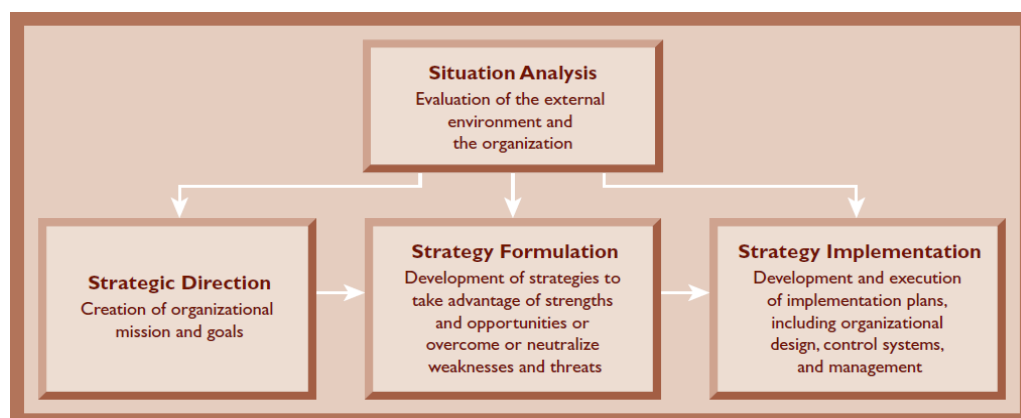 Situation Analysis
Evaluation of the external
environment and
the organization
Strategic Direction
Creation of organizational
mission and goals
Strategy Formulation
Development of strategies to
take advantage of strengths
and opportunities or
overcome or neutralize
weaknesses and threats
Strategy Implementation
Development and execution
of implementation plans,
including organizational
design, control systems,
and management